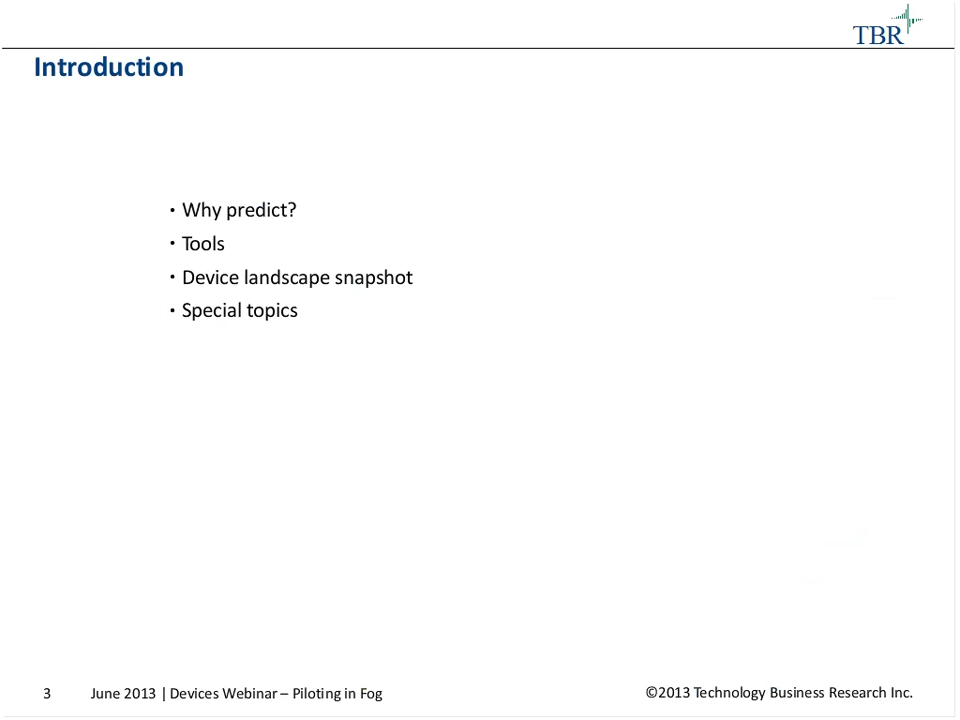 TBR
Introduction
• Why predict?
• Tools
• Device landscape snapshot
• Special topics
3 June 2013 | Devices Webinar – Piloting in Fog ©2013 Technology Business Research Inc.